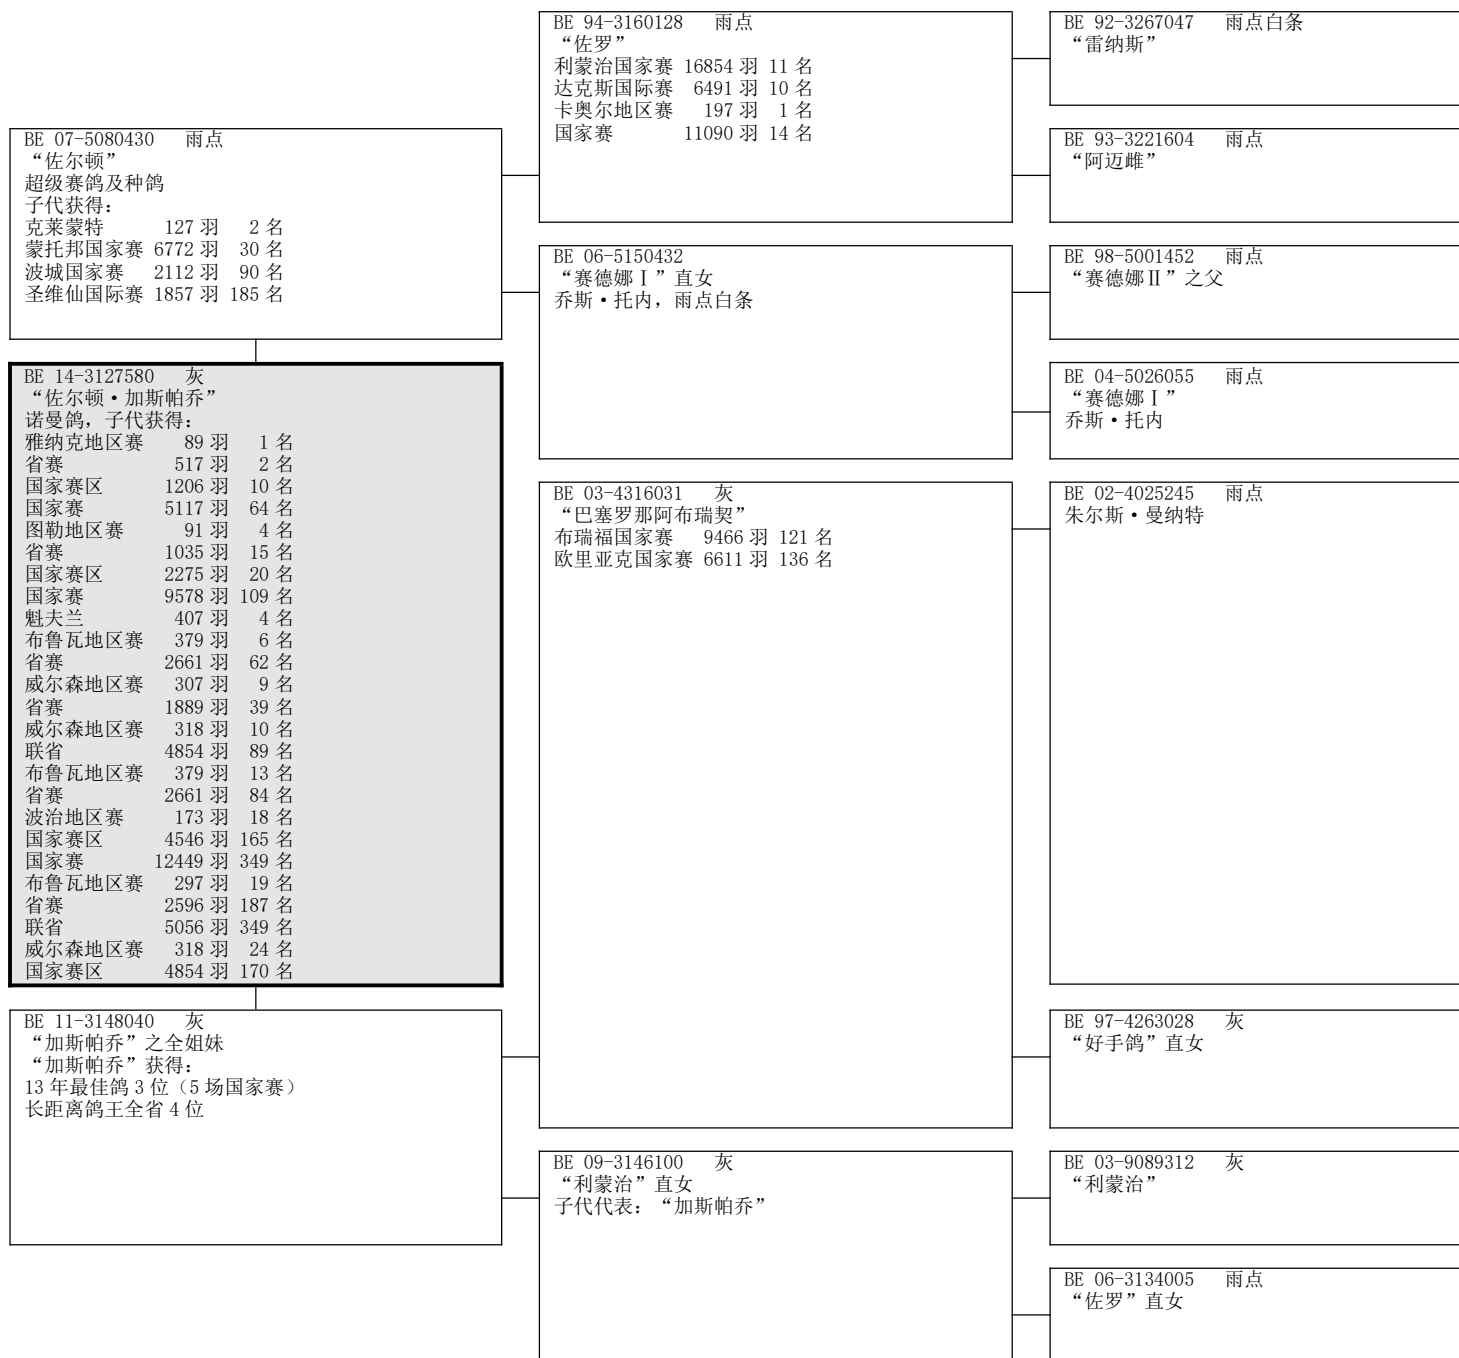 BE 07-5080430 雨点
“佐尔顿”
超级赛鸽及种鸽
子代获得：
克莱蒙特 127 羽 2 名
蒙托邦国家赛 6772 羽 30 名
波城国家赛 2112 羽 90 名
圣维仙国际赛 1857 羽 185 名
BE 14-3127580 灰
“佐尔顿•加斯帕乔”
诺曼鸽，子代获得：
雅纳克地区赛 89 羽 1 名
省赛 517 羽 2 名
国家赛区 1206 羽 10 名
国家赛 5117 羽 64 名
图勒地区赛 91 羽 4 名
省赛 1035 羽 15 名
国家赛区 2275 羽 20 名
国家赛 9578 羽 109 名
魁夫兰 407 羽 4 名
布鲁瓦地区赛 379 羽 6 名
省赛 2661 羽 62 名
威尔森地区赛 307 羽 9 名
省赛 1889 羽 39 名
威尔森地区赛 318 羽 10 名
联省 4854 羽 89 名
布鲁瓦地区赛 379 羽 13 名
省赛 2661 羽 84 名
波治地区赛 173 羽 18 名
国家赛区 4546 羽 165 名
国家赛 12449 羽 349 名
布鲁瓦地区赛 297 羽 19 名
省赛 2596 羽 187 名
联省 5056 羽 349 名
威尔森地区赛 318 羽 24 名
国家赛区 4854 羽 170 名
BE 11-3148040 灰
“加斯帕乔”之全姐妹
“加斯帕乔”获得：
13 年最佳鸽 3 位（5 场国家赛）
长距离鸽王全省 4 位
BE 94-3160128 雨点
“佐罗”
利蒙治国家赛 16854 羽 11 名
达克斯国际赛 6491 羽 10 名
卡奥尔地区赛 197 羽 1 名
国家赛 11090 羽 14 名
BE 06-5150432
“赛德娜Ⅰ”直女
乔斯•托内，雨点白条
BE 03-4316031 灰
“巴塞罗那阿布瑞契”
布瑞福国家赛 9466 羽 121 名
欧里亚克国家赛 6611 羽 136 名
BE 09-3146100 灰
“利蒙治”直女
子代代表：“加斯帕乔”
BE 92-3267047 雨点白条
“雷纳斯”
BE 93-3221604 雨点
“阿迈雌”
BE 98-5001452 雨点
“赛德娜Ⅱ”之父
BE 04-5026055 雨点
“赛德娜Ⅰ”
乔斯•托内
BE 02-4025245 雨点
朱尔斯•曼纳特
BE 97-4263028 灰
“好手鸽”直女
BE 03-9089312 灰
“利蒙治”
BE 06-3134005 雨点
“佐罗”直女